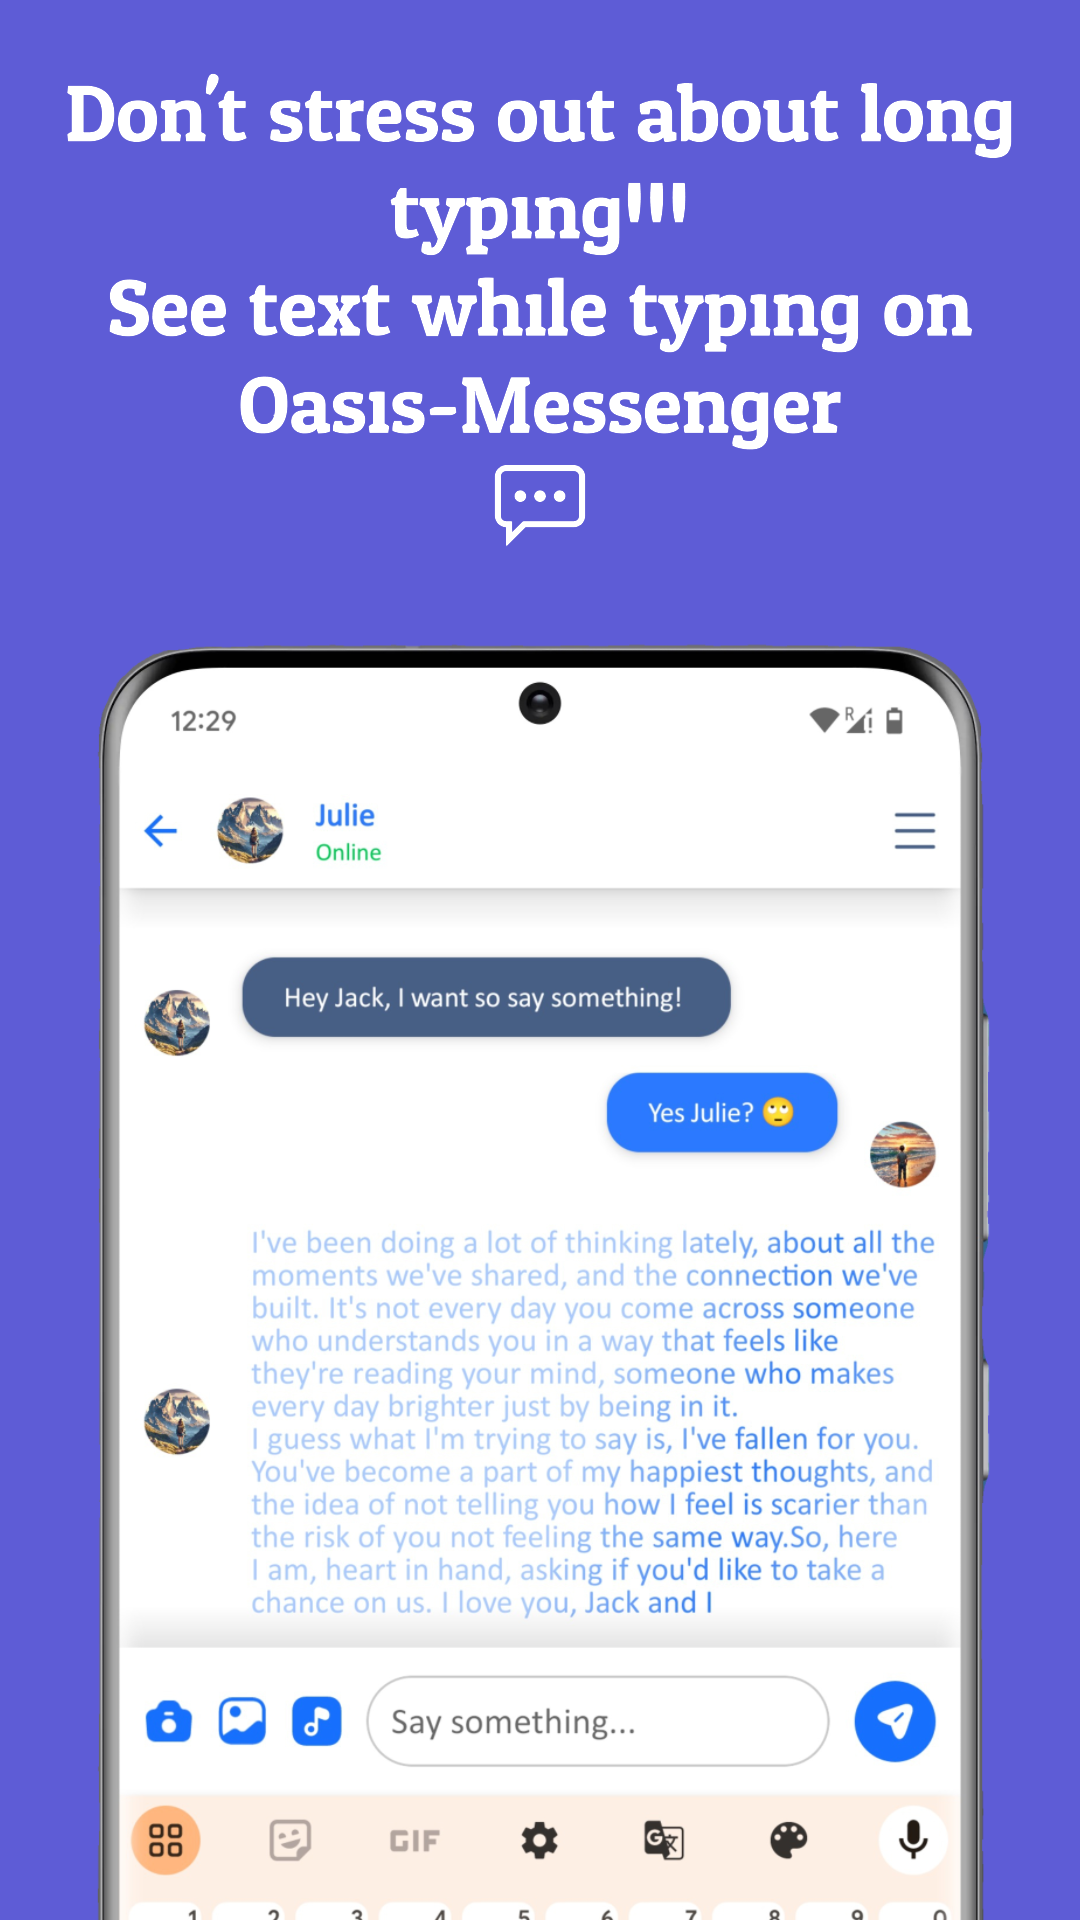 Don't stress out about long
typing!!!
See text while typing on
Oasis-Messenger
12:29
R
Julie
Online
Hey Jack, I want so say something!
Yes Julie? 🙄
I've been doing a lot of thinking lately, about all the
moments we've shared, and the connection we've
built. It's not every day you come across someone
who understands you in a way that feels like
they're reading your mind, someone who makes
every day brighter just by being in it.
I guess what I'm trying to say is, I've fallen for you.
You've become a part of my happiest thoughts, and
the idea of not telling you how I feel is scarier than
the risk of you not feeling the same way.So, here
I am, heart in hand, asking if you'd like to take a
chance on us. I love you, Jack and I
Say something...
GIF
G 文
1 2 3 4 5 6 7 8 9 0